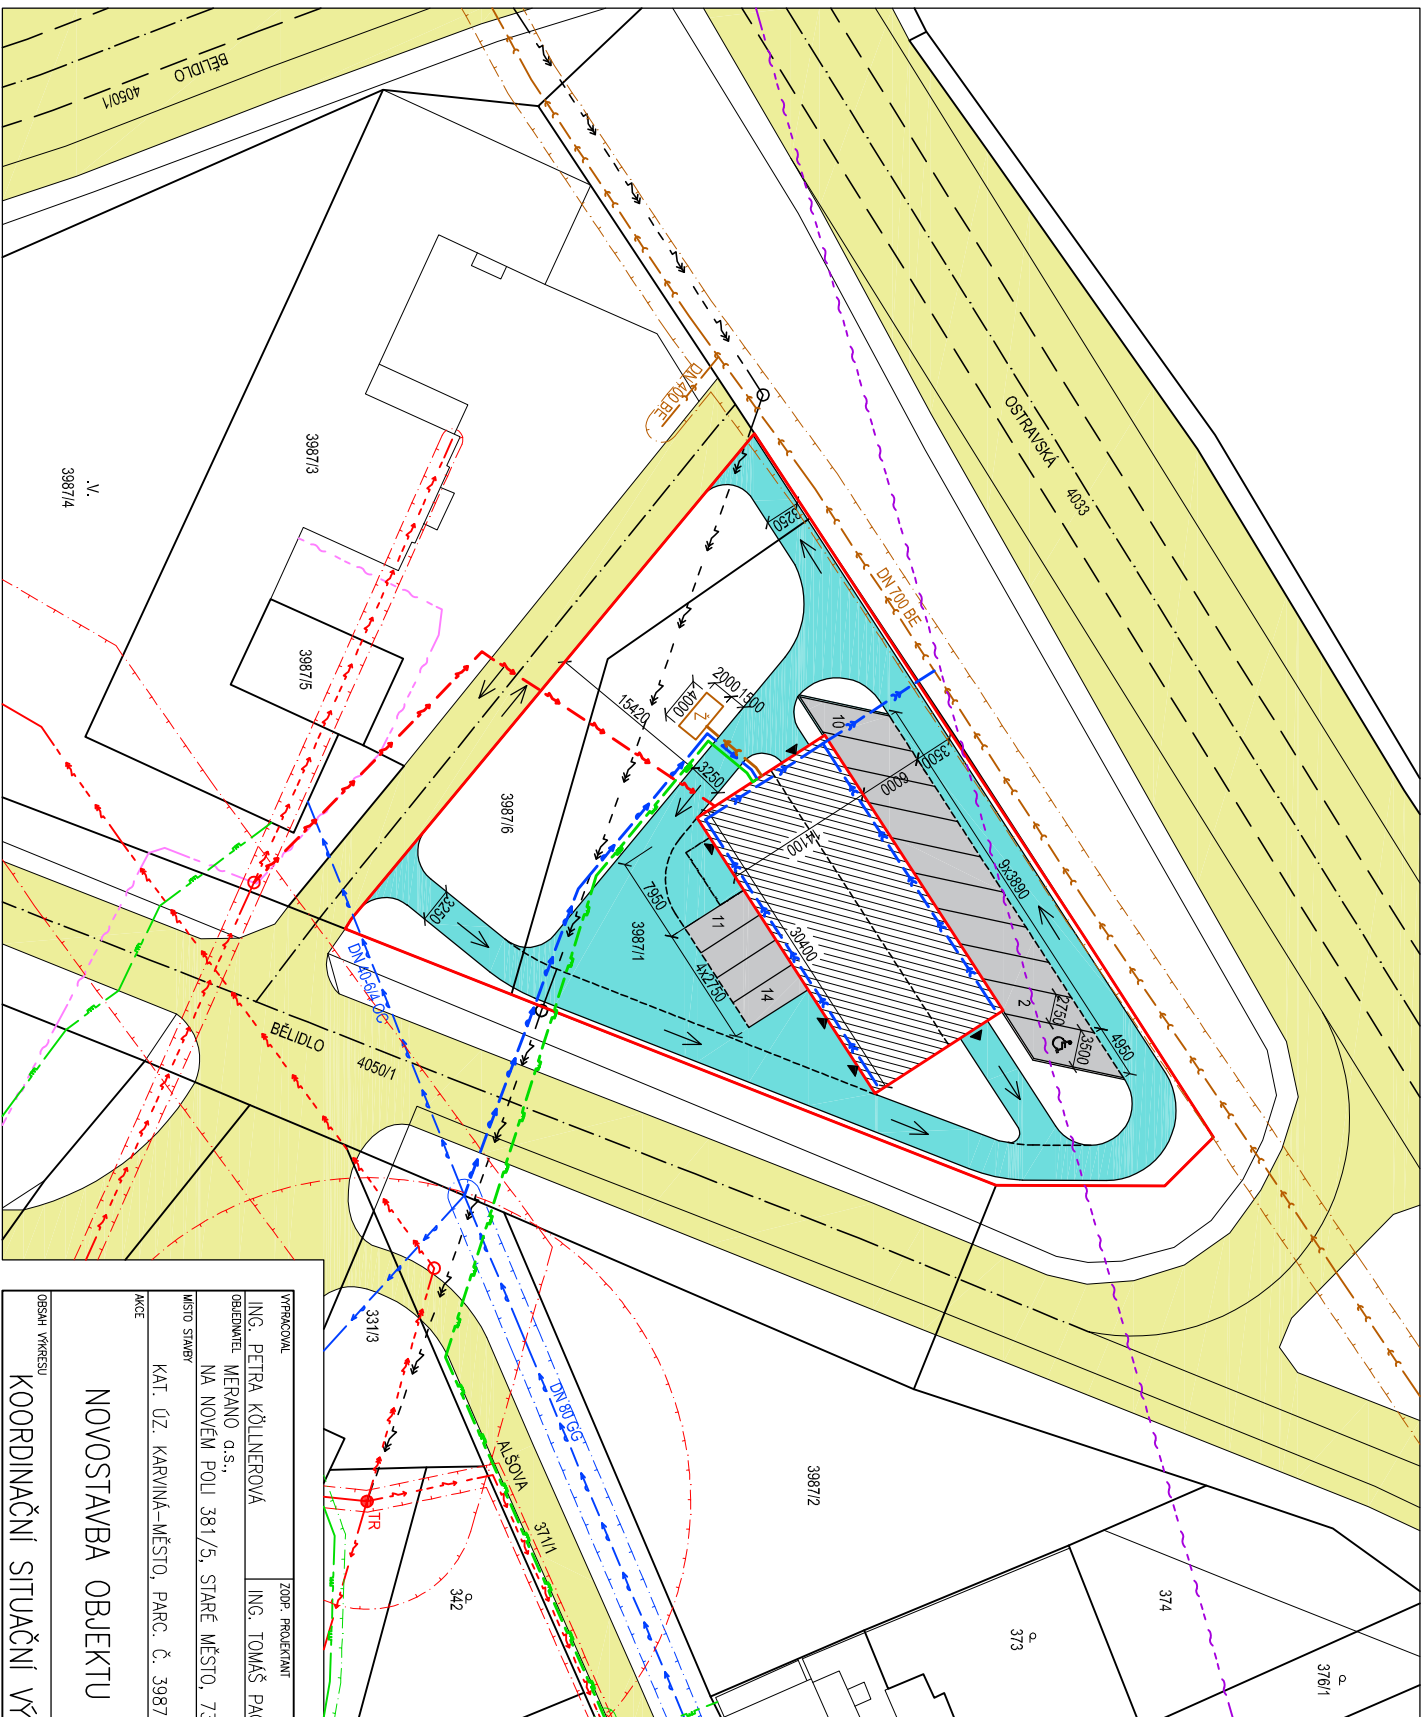 BĚLIDLO
4050/1
OSTRAVSKÁ
4033
DN 400 BE
DN 700 BE
3987/3
.V.
3987/4
3987/5
3250
2000
1500
4000
Ž
15420
3250
3987/6
10
3500
6000
14100
9x3890
7950
11
3987/1
30400
4x2750
14
2
2750
3500
4950
3250
DN 40-6/4 OC
BĚLIDLO
4050/1
331/3
DN 80 GG
ALŠOVA
371/1
TR
342
3987/2
373
374
376/1
VYPRACOVAL
ING. PETRA KÖLLNEROVÁ
ZODP. PROJEKTANT
ING. TOMÁŠ PAC
OBJEDNATEL
MERANO a.s.,
NA NOVÉM POLI 381/5, STARÉ MĚSTO, 73
MÍSTO STAVBY
KAT. ÚZ. KARVINÁ-MĚSTO, PARC. Č. 3987
AKCE
NOVOSTAVBA OBJEKTU
OBSAH VÝKRESU
KOORDINAČNÍ SITUAČNÍ VÝ